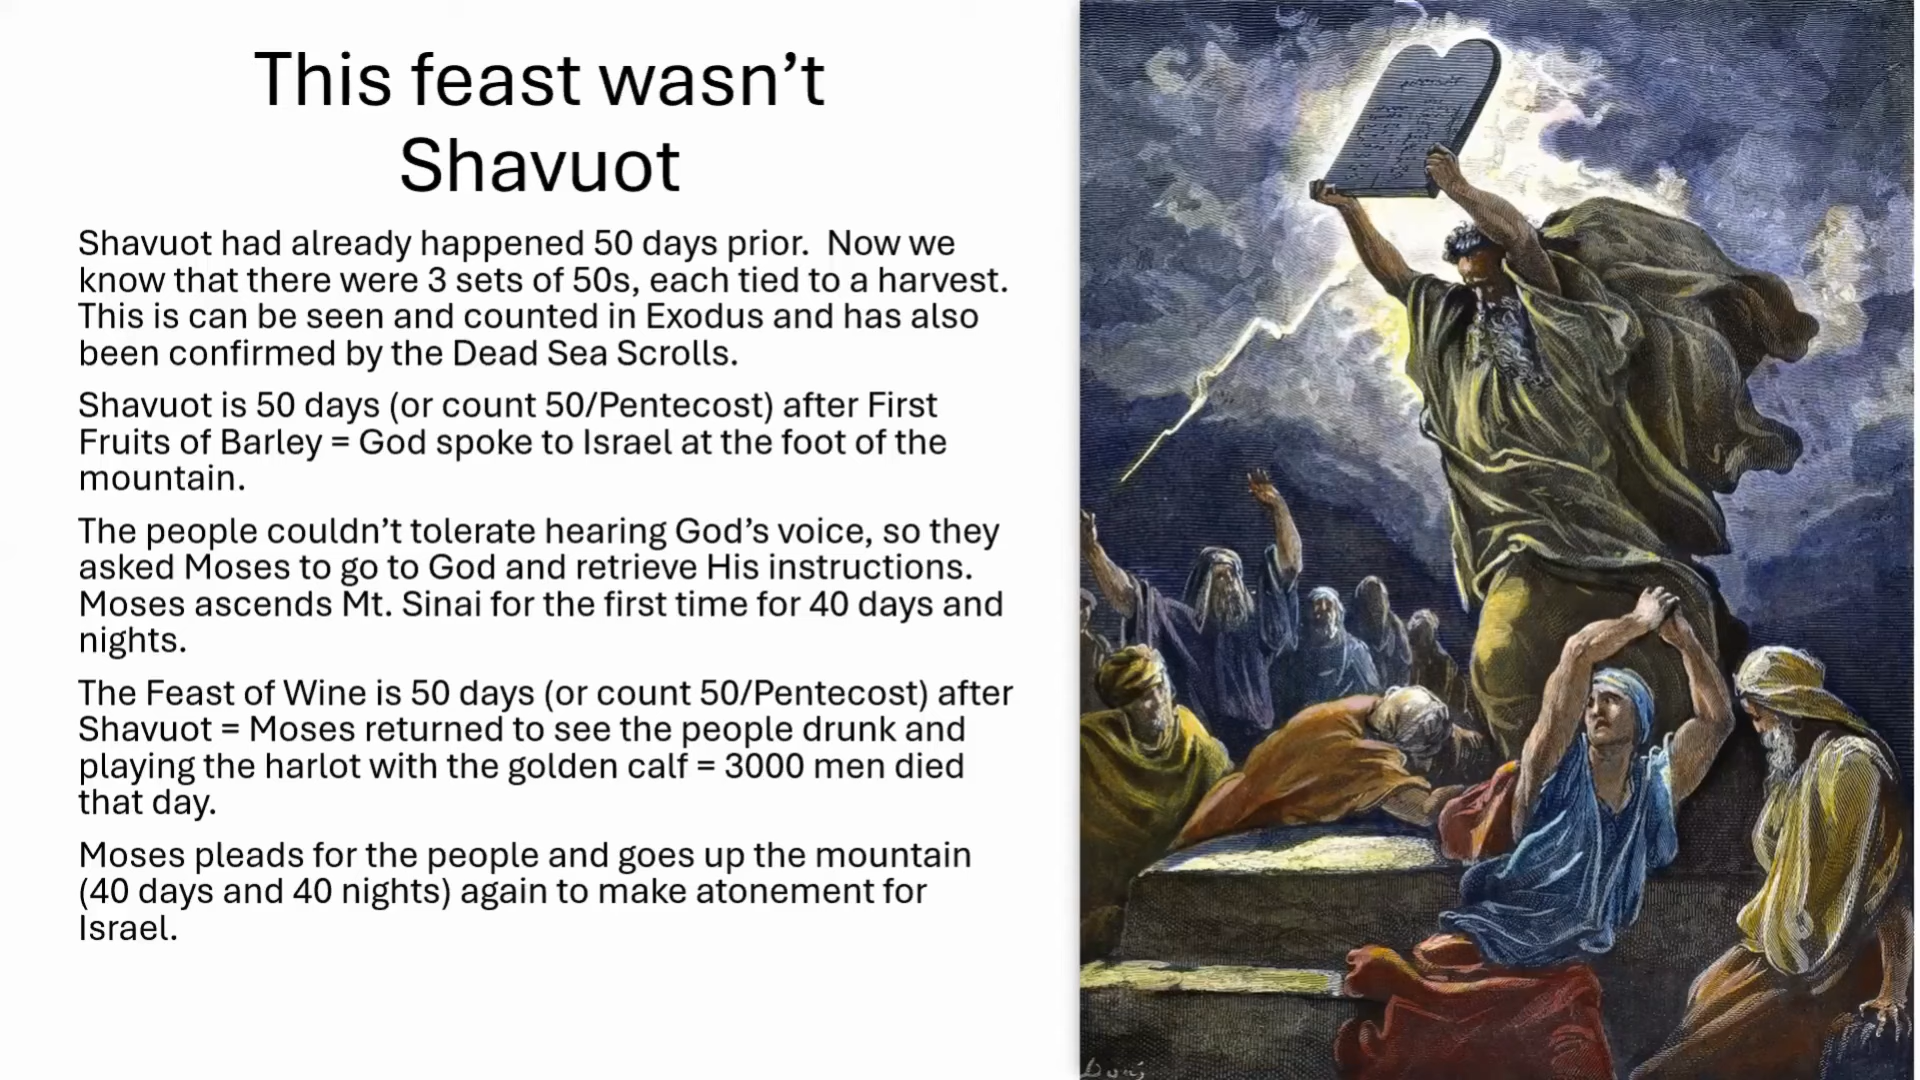 This feast wasn’t
Shavuot
Shavuot had already happened 50 days prior.  Now we
know that there were 3 sets of 50s, each tied to a harvest.
This is can be seen and counted in Exodus and has also
been confirmed by the Dead Sea Scrolls.
Shavuot is 50 days (or count 50/Pentecost) after First
Fruits of Barley = God spoke to Israel at the foot of the
mountain.
The people couldn’t tolerate hearing God’s voice, so they
asked Moses to go to God and retrieve His instructions.
Moses ascends Mt. Sinai for the first time for 40 days and
nights.
The Feast of Wine is 50 days (or count 50/Pentecost) after
Shavuot = Moses returned to see the people drunk and
playing the harlot with the golden calf = 3000 men died
that day.
Moses pleads for the people and goes up the mountain
(40 days and 40 nights) again to make atonement for
Israel.